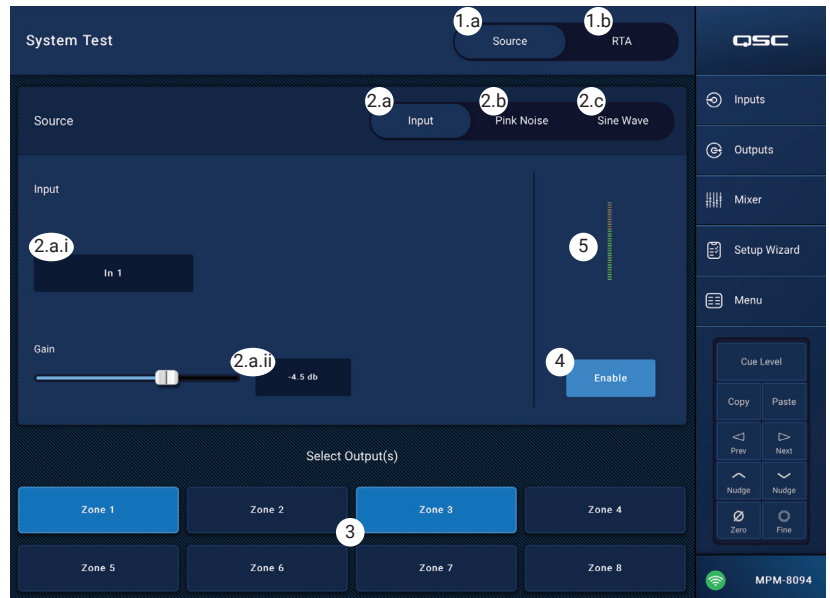 1.a
1.b
System Test
Source
RTA
QSC
2.a
2.b
2.c
Source
Input
Pink Noise
Sine Wave
Inputs
Outputs
Input
Mixer
2.a.i
5
In 1
Setup Wizard
Menu
Gain
2.a.ii
-4.5 db
4
Enable
Cue Level
Copy
Paste
Prev
Next
Nudge
Nudge
Zero
Fine
Select Output(s)
Zone 1
Zone 2
Zone 3
Zone 4
3
Zone 5
Zone 6
Zone 7
Zone 8
MPM-8094